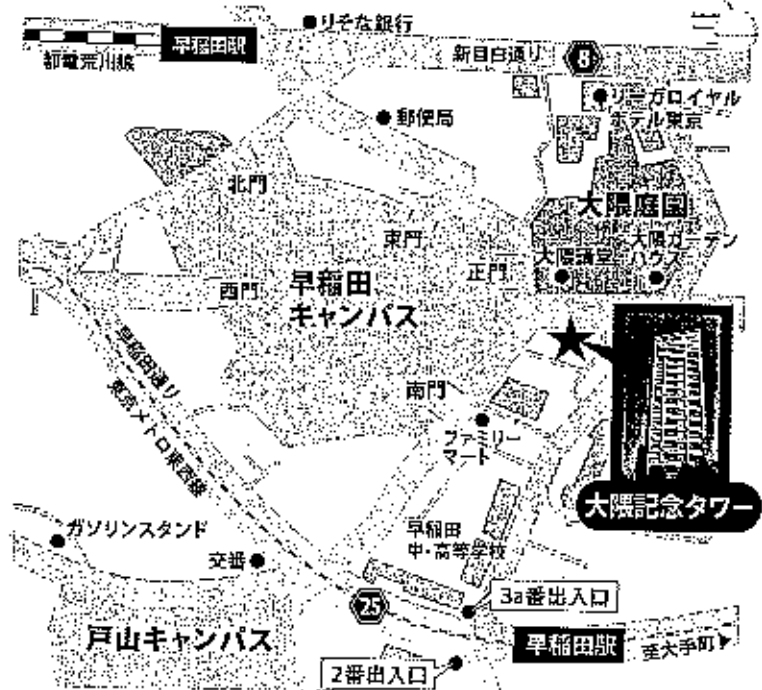 りそな銀行
早稲田駅
都電荒川線
新目白通り
8
リーガロイヤル
ホテル東京
郵便局
北門
大隈庭園
東門
大隈講堂
大隈ガーデン
ハウス
正門
西門
早稲田
キャンパス
早稲田通り
東京メトロ東西線
南門
ファミリー
マート
大隈記念タワー
ガソリンスタンド
早稲田
中・高等学校
交番
3a番出入口
25
戸山キャンパス
早稲田駅
至大手町
2番出入口